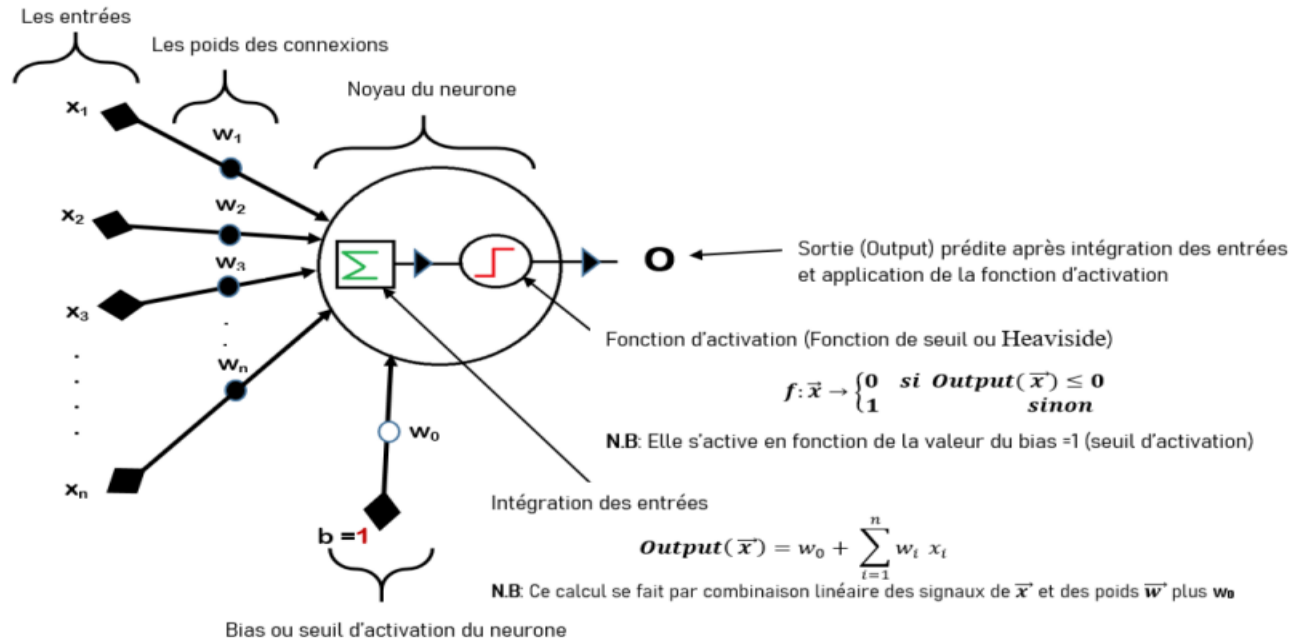 Les entrées
Les poids des connexions
Noyau du neurone
x₁
w₁
x₂
w₂
w₃
x₃
wₙ
xₙ
Σ
O
Sortie (Output) prédite après intégration des entrées
et application de la fonction d'activation
Fonction d'activation (Fonction de seuil ou Heaviside)
f: x⃗ → {0 si Output(x⃗) ≤ 0
1 sinon
N.B: Elle s'active en fonction de la valeur du bias =1 (seuil d'activation)
w₀
b =1
Intégration des entrées
Output(x⃗) = w₀ + ∑ⁿᵢ₌₁ wᵢ xᵢ
N.B: Ce calcul se fait par combinaison linéaire des signaux de x⃗ et des poids w⃗ plus w₀
Bias ou seuil d'activation du neurone